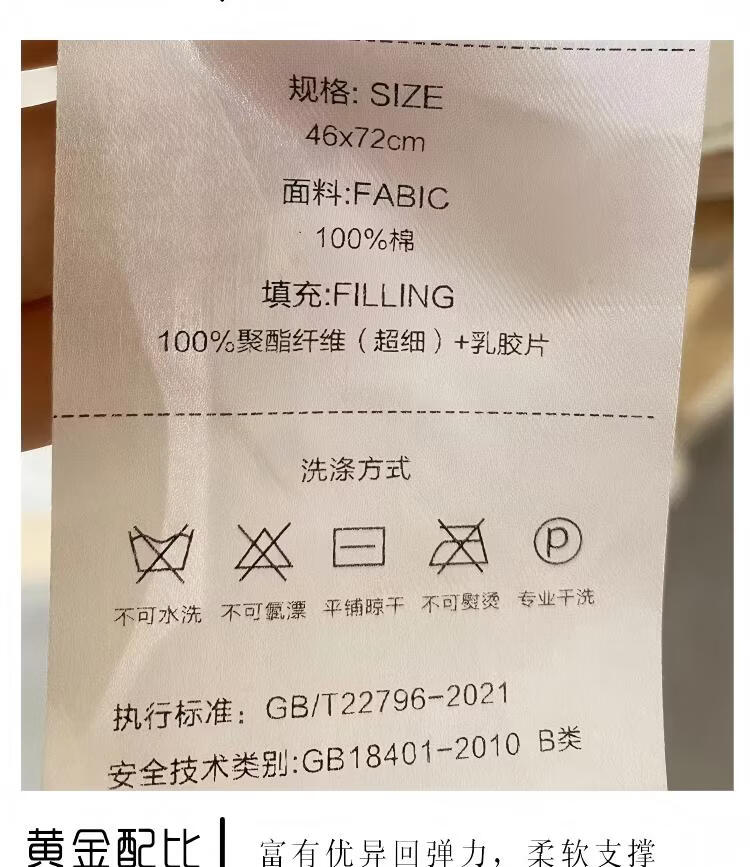 规格: SIZE
46x72cm
面料:FABIC
100%棉
填充:FILLING
100%聚酯纤维（超细）+乳胶片
洗涤方式
P
不可水洗 不可氯漂 平铺晾干 不可熨烫 专业干洗
执行标准：GB/T22796-2021
安全技术类别:GB18401-2010 B类
黄金配比 富有优异回弹力，柔软支撑